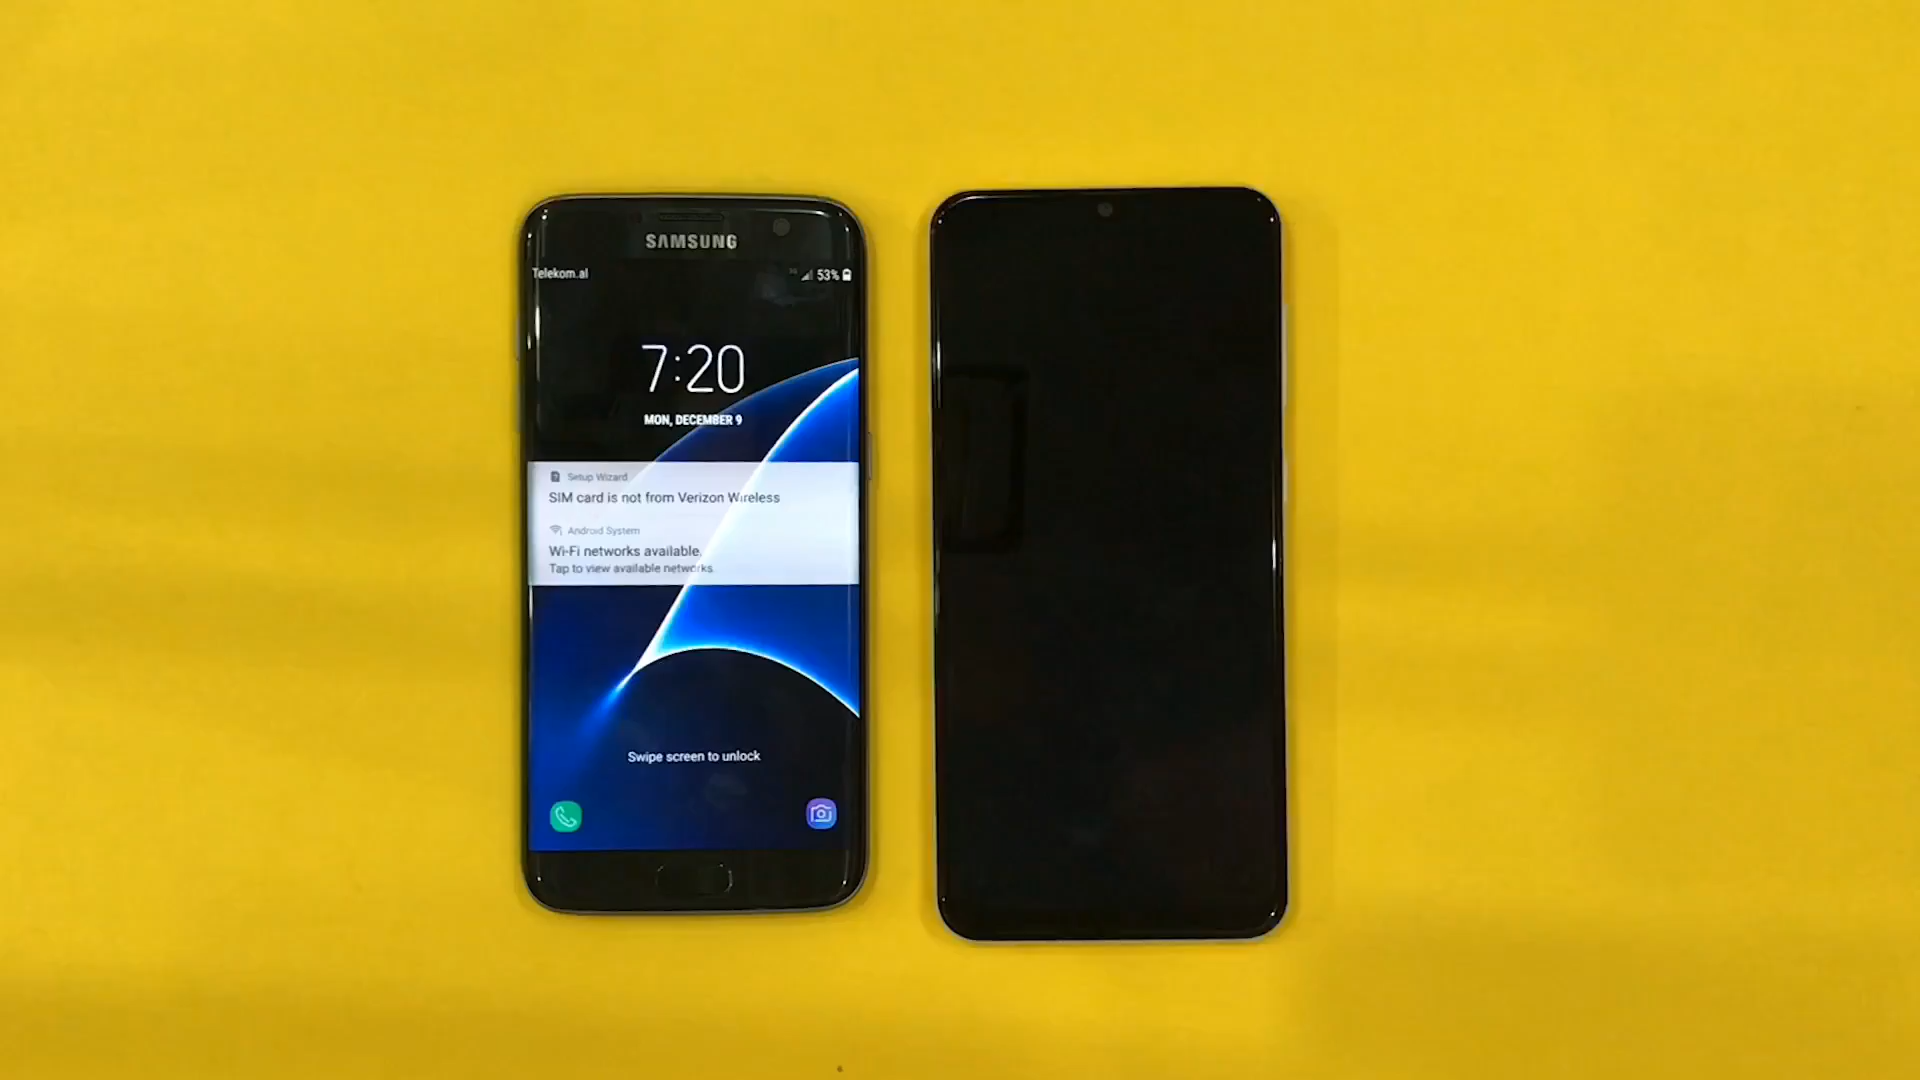 SAMSUNG
Telekom.al
53%
7:20
MON, DECEMBER 9
Setup Wizard
SIM card is not from Verizon Wireless
Android System
Wi-Fi networks available.
Tap to view available networks.
Swipe screen to unlock